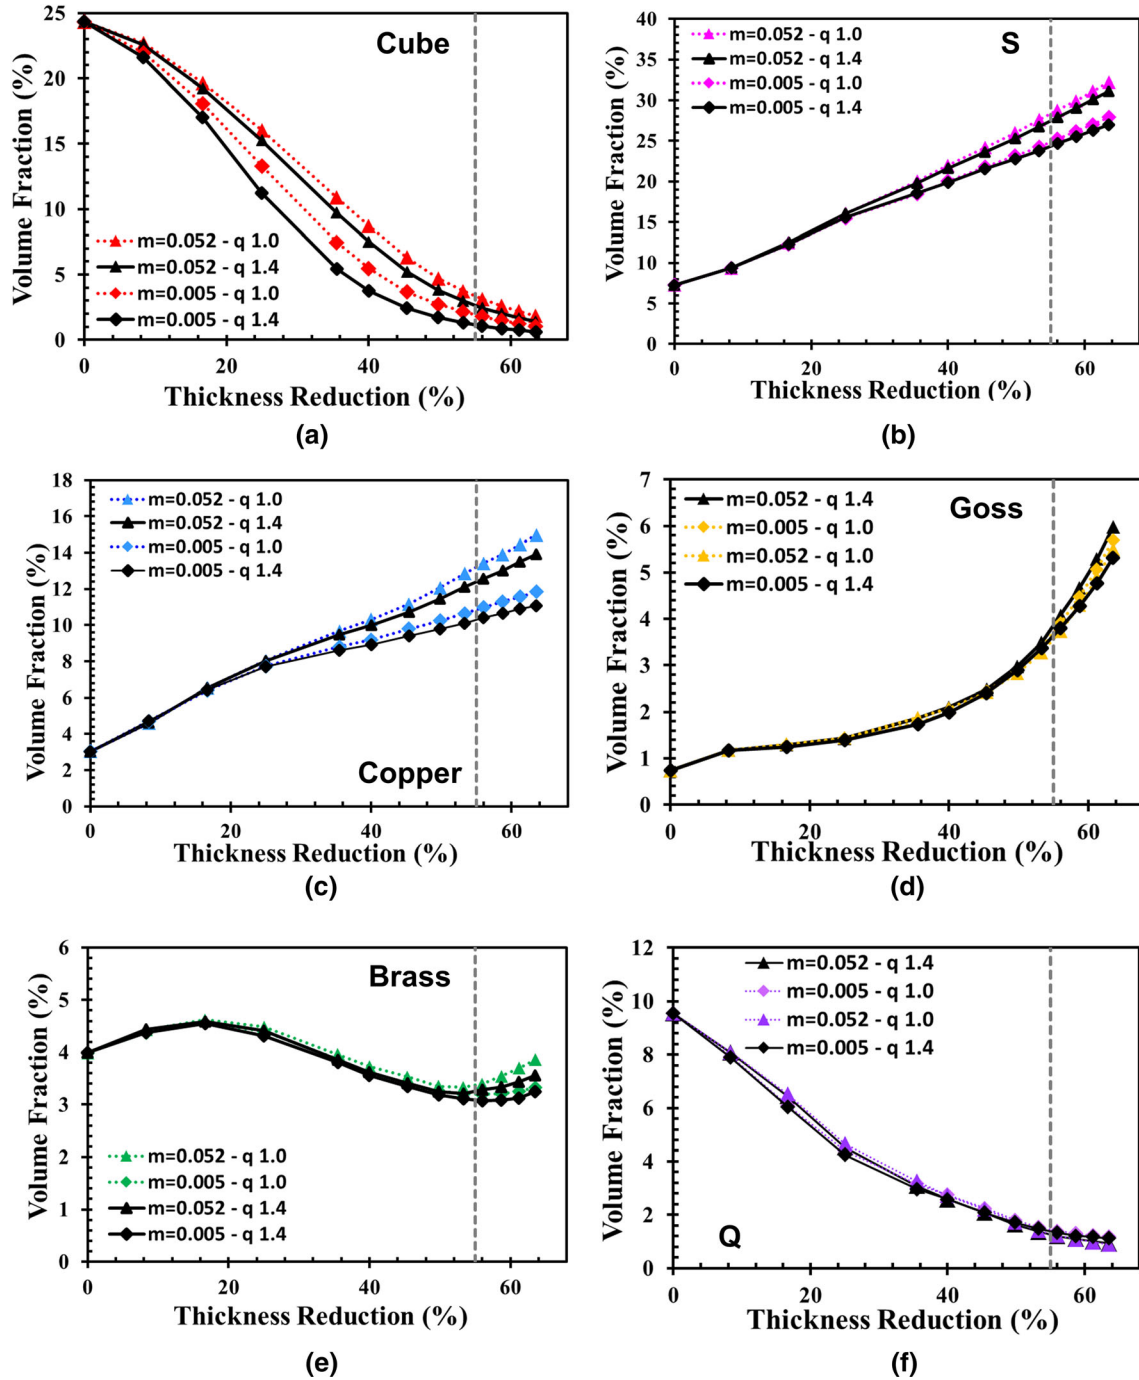 25
20
15
10
5
0
Volume Fraction (%)
Cube
m=0.052 - q 1.0
m=0.052 - q 1.4
m=0.005 - q 1.0
m=0.005 - q 1.4
0 20 40 60
Thickness Reduction (%)
(a)
40
35
30
25
20
15
10
5
0
Volume Fraction (%)
S
m=0.052 - q 1.0
m=0.052 - q 1.4
m=0.005 - q 1.0
m=0.005 - q 1.4
0 20 40 60
Thickness Reduction (%)
(b)
18
16
14
12
10
8
6
4
2
0
Volume Fraction (%)
m=0.052 - q 1.0
m=0.052 - q 1.4
m=0.005 - q 1.0
m=0.005 - q 1.4
Copper
0 20 40 60
Thickness Reduction (%)
(c)
7
6
5
4
3
2
1
0
Volume Fraction (%)
m=0.052 - q 1.4
m=0.005 - q 1.0
m=0.052 - q 1.0
m=0.005 - q 1.4
Goss
0 20 40 60
Thickness Reduction (%)
(d)
6
5
4
3
2
1
0
Volume Fraction (%)
Brass
m=0.052 - q 1.0
m=0.005 - q 1.0
m=0.052 - q 1.4
m=0.005 - q 1.4
0 20 40 60
Thickness Reduction (%)
(e)
12
10
8
6
4
2
0
Volume Fraction (%)
m=0.052 - q 1.4
m=0.005 - q 1.0
m=0.052 - q 1.0
m=0.005 - q 1.4
Q
0 20 40 60
Thickness Reduction (%)
(f)